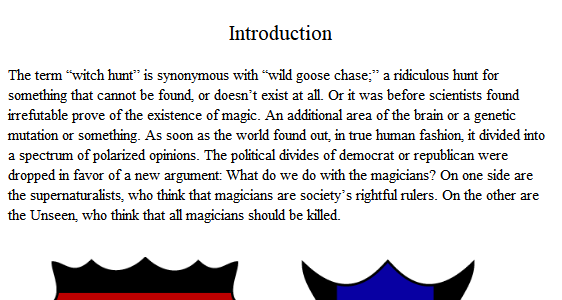 Introduction
The term “witch hunt” is synonymous with “wild goose chase;” a ridiculous hunt for
something that cannot be found, or doesn’t exist at all. Or it was before scientists found
irrefutable prove of the existence of magic. An additional area of the brain or a genetic
mutation or something. As soon as the world found out, in true human fashion, it divided into
a spectrum of polarized opinions. The political divides of democrat or republican were
dropped in favor of a new argument: What do we do with the magicians? On one side are
the supernaturalists, who think that magicians are society’s rightful rulers. On the other are
the Unseen, who think that all magicians should be killed.